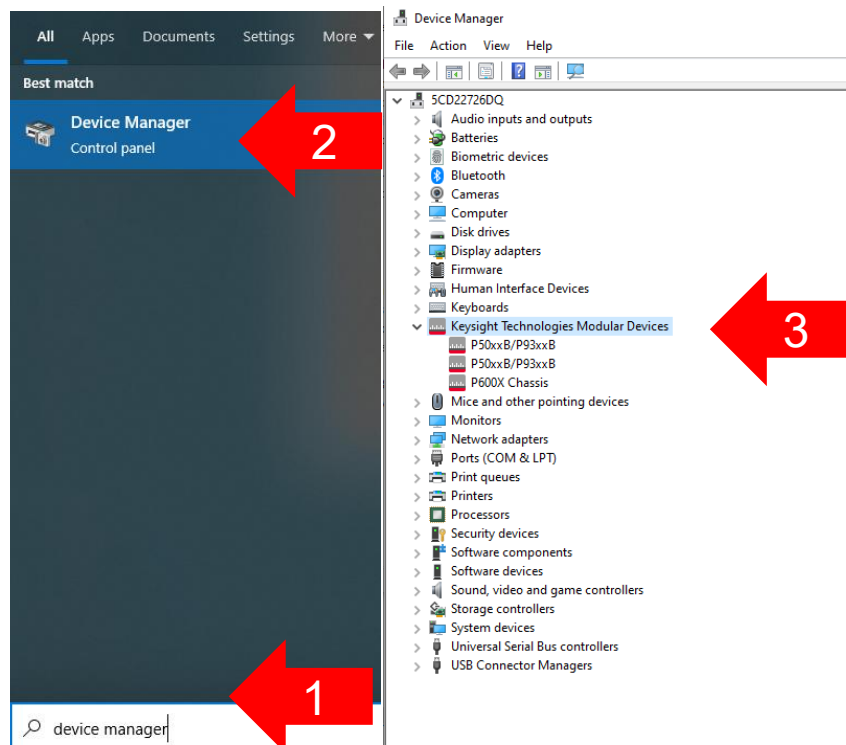 All Apps Documents Settings More
Best match
Device Manager
Control panel
2
1
device manager
Device Manager
File Action View Help
5CD22726DQ
Audio inputs and outputs
Batteries
Biometric devices
Bluetooth
Cameras
Computer
Disk drives
Display adapters
Firmware
Human Interface Devices
Keyboards
Keysight Technologies Modular Devices
P50xxB/P93xxB
P50xxB/P93xxB
P600X Chassis
Mice and other pointing devices
Monitors
Network adapters
Ports (COM & LPT)
Print queues
Printers
Processors
Security devices
Software components
Software devices
Sound, video and game controllers
Storage controllers
System devices
Universal Serial Bus controllers
USB Connector Managers
3